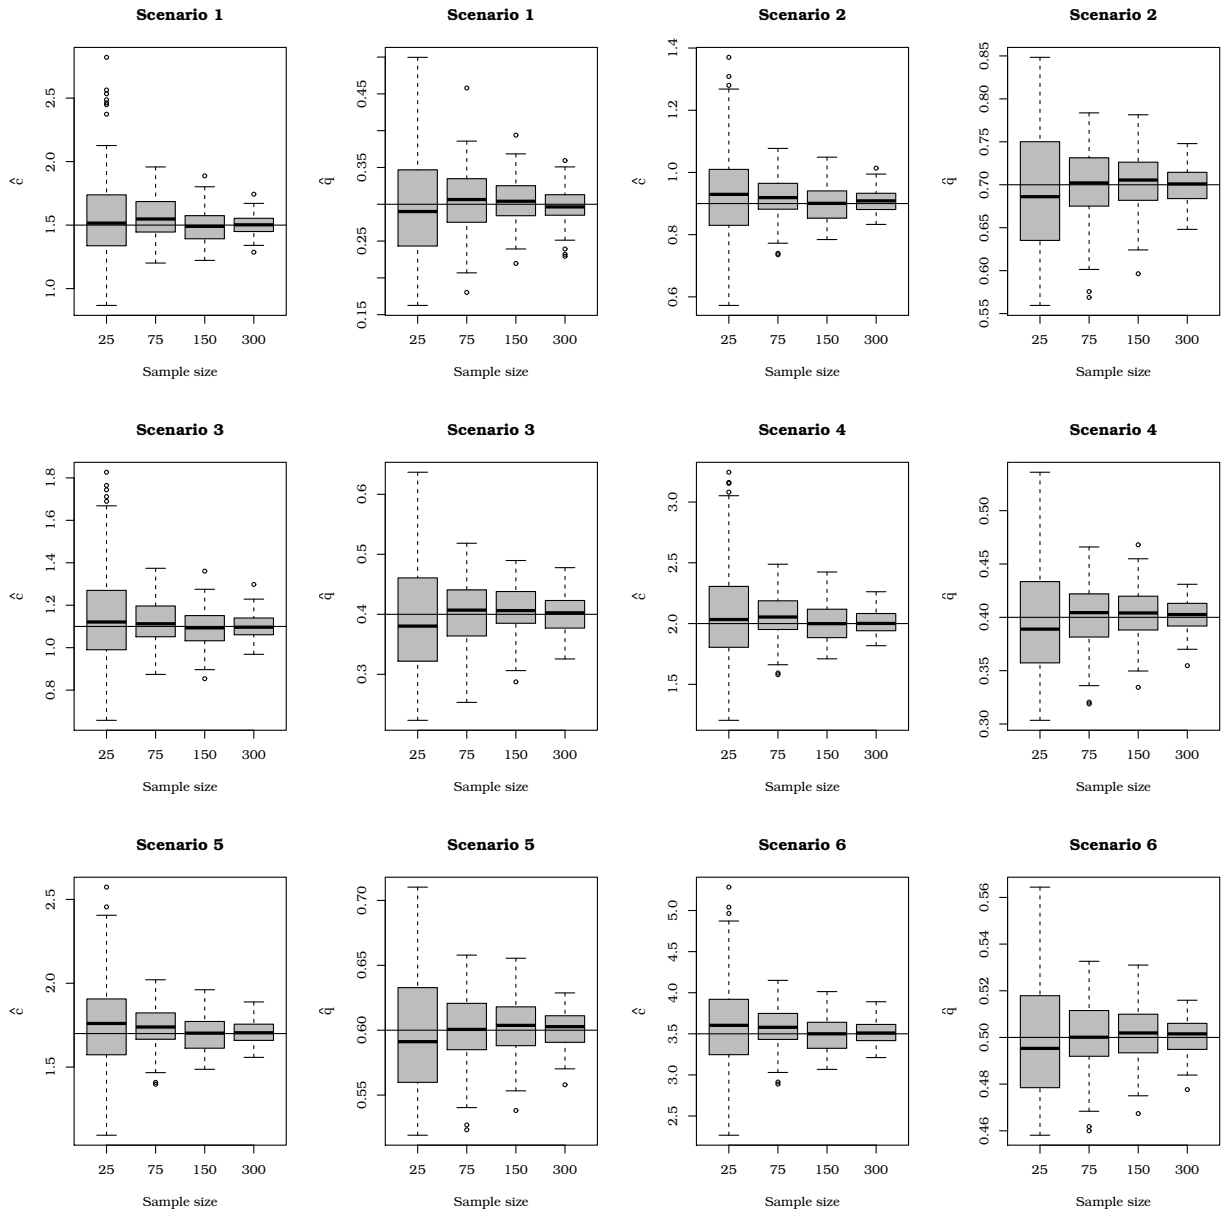 Scenario 1
ĉ
1.0 1.5 2.0 2.5
25 75 150 300
Sample size
Scenario 1
q̂
0.15 0.25 0.35 0.45
25 75 150 300
Sample size
Scenario 2
ĉ
0.6 0.8 1.0 1.2 1.4
25 75 150 300
Sample size
Scenario 2
q̂
0.55 0.60 0.65 0.70 0.75 0.80 0.85
25 75 150 300
Sample size
Scenario 3
ĉ
0.8 1.0 1.2 1.4 1.6 1.8
25 75 150 300
Sample size
Scenario 3
q̂
0.3 0.4 0.5 0.6
25 75 150 300
Sample size
Scenario 4
ĉ
1.5 2.0 2.5 3.0
25 75 150 300
Sample size
Scenario 4
q̂
0.30 0.35 0.40 0.45 0.50
25 75 150 300
Sample size
Scenario 5
ĉ
1.5 2.0 2.5
25 75 150 300
Sample size
Scenario 5
q̂
0.55 0.60 0.65 0.70
25 75 150 300
Sample size
Scenario 6
ĉ
2.5 3.0 3.5 4.0 4.5 5.0
25 75 150 300
Sample size
Scenario 6
q̂
0.46 0.48 0.50 0.52 0.54 0.56
25 75 150 300
Sample size